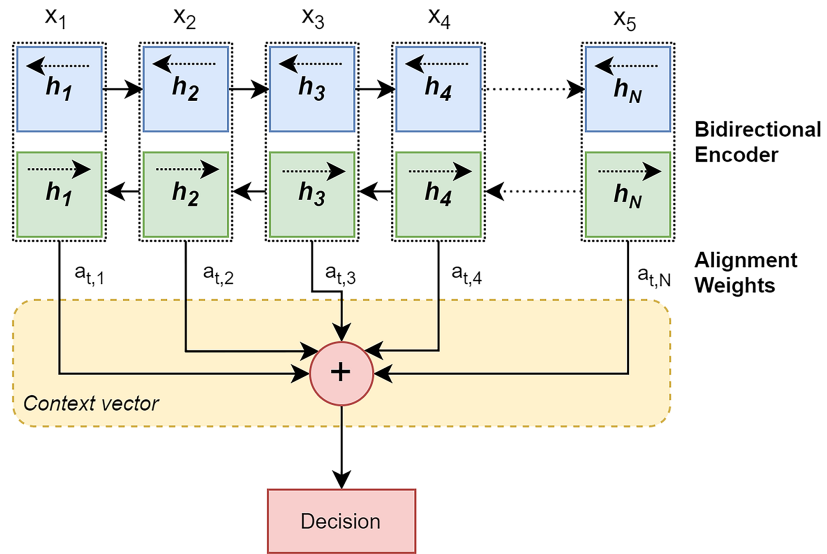 x1 x2 x3 x4 x5
h1 h2 h3 h4 hN
Bidirectional
Encoder
h1 h2 h3 h4 hN
at,1 at,2 at,3 at,4 at,N
Alignment
Weights
+
Context vector
Decision